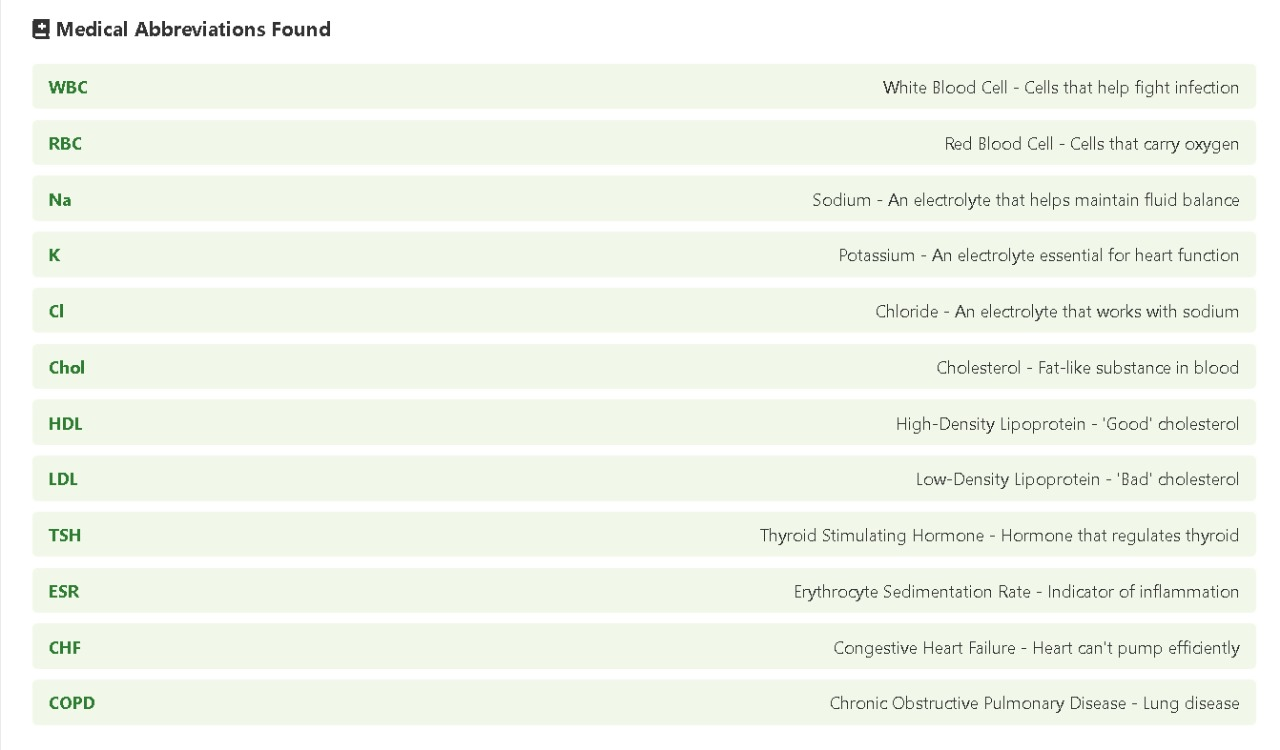 Medical Abbreviations Found
WBC White Blood Cell - Cells that help fight infection
RBC Red Blood Cell - Cells that carry oxygen
Na Sodium - An electrolyte that helps maintain fluid balance
K Potassium - An electrolyte essential for heart function
Cl Chloride - An electrolyte that works with sodium
Chol Cholesterol - Fat-like substance in blood
HDL High-Density Lipoprotein - 'Good' cholesterol
LDL Low-Density Lipoprotein - 'Bad' cholesterol
TSH Thyroid Stimulating Hormone - Hormone that regulates thyroid
ESR Erythrocyte Sedimentation Rate - Indicator of inflammation
CHF Congestive Heart Failure - Heart can't pump efficiently
COPD Chronic Obstructive Pulmonary Disease - Lung disease